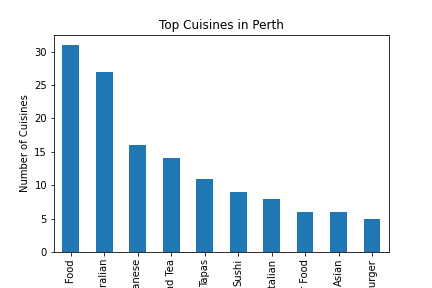 Top Cuisines in Perth
Number of Cuisines
30
25
20
15
10
5
0
Food
ralian
anese
d Tea
Tapas
Sushi
talian
Food
Asian
urger